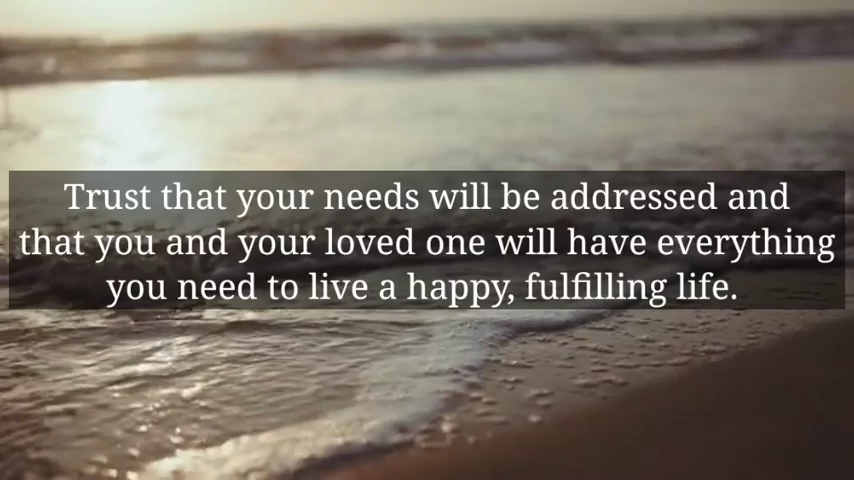 Trust that your needs will be addressed and
that you and your loved one will have everything
you need to live a happy, fulfilling life.